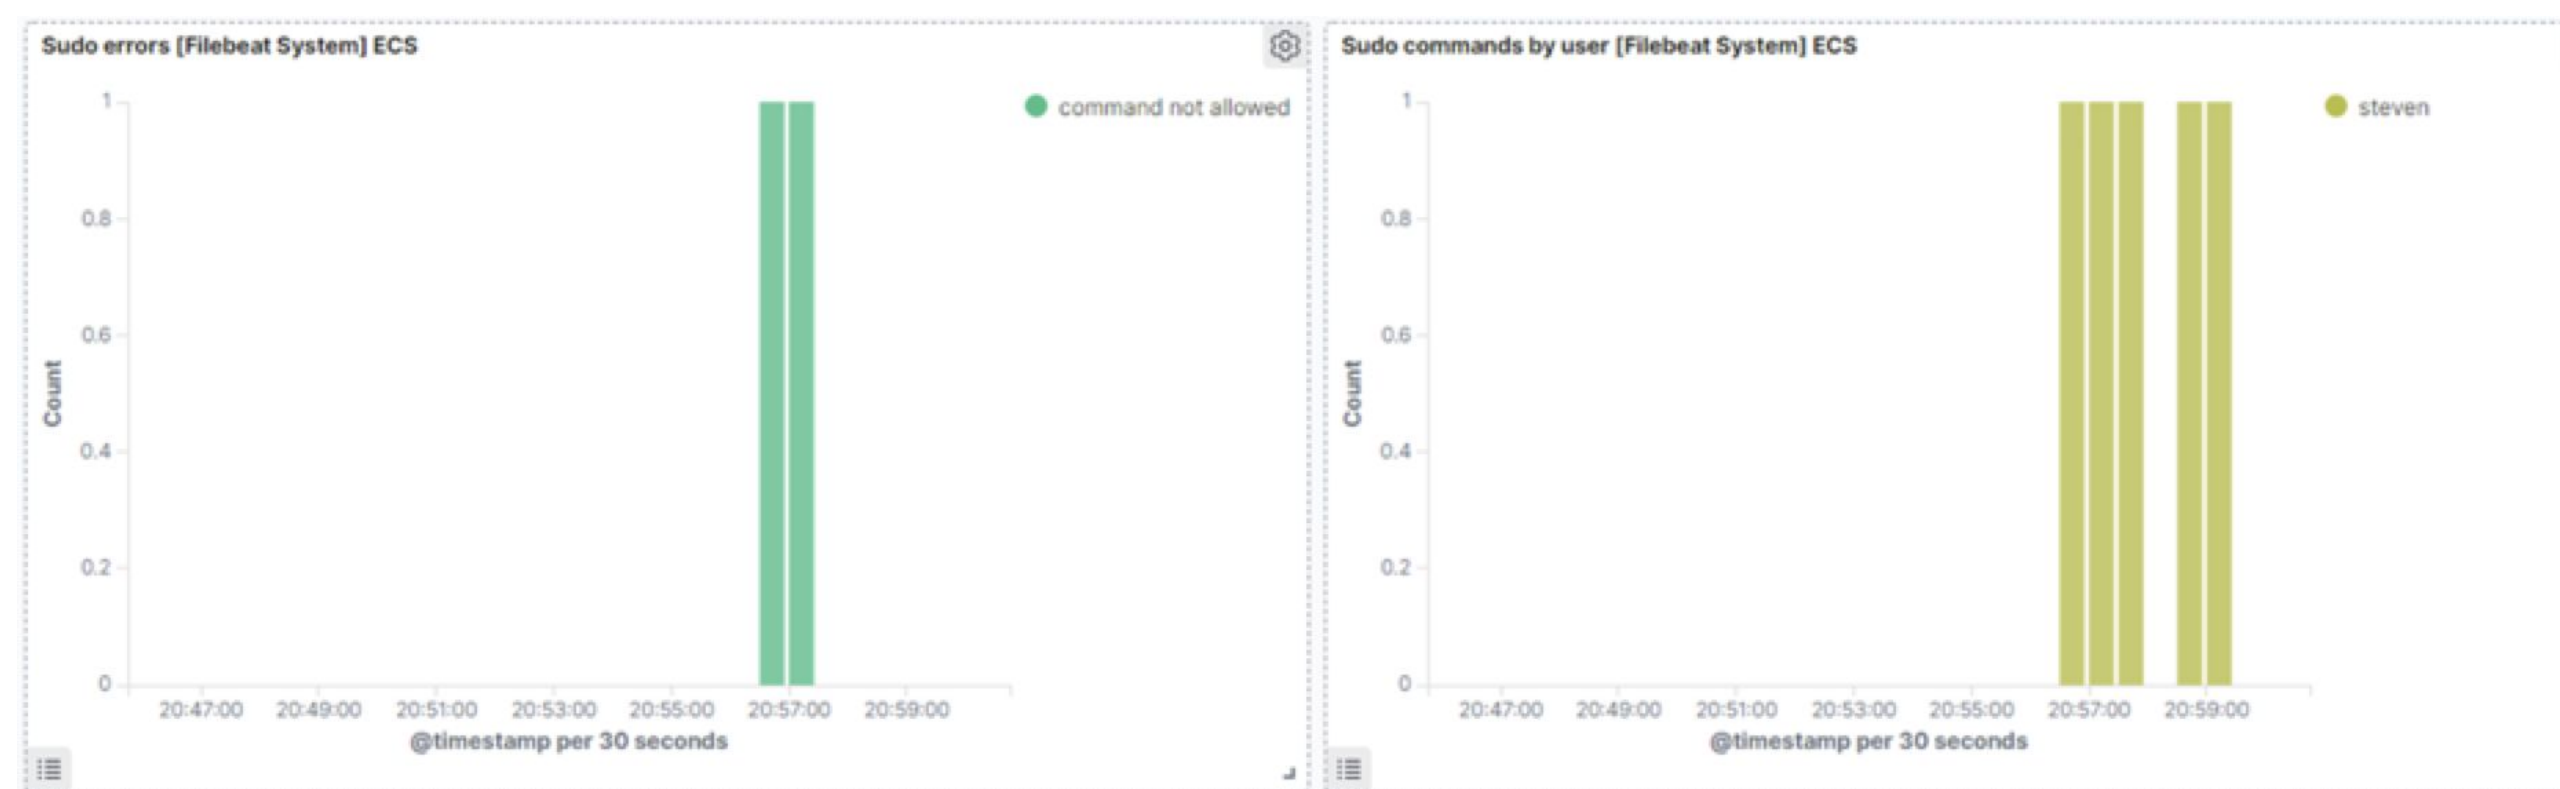 Sudo errors [Filebeat System] ECS
command not allowed
1
0.8
0.6
0.4
0.2
0
Count
20:47:00 20:49:00 20:51:00 20:53:00 20:55:00 20:57:00 20:59:00
@timestamp per 30 seconds
Sudo commands by user [Filebeat System] ECS
steven
1
0.8
0.6
0.4
0.2
0
Count
20:47:00 20:49:00 20:51:00 20:53:00 20:55:00 20:57:00 20:59:00
@timestamp per 30 seconds